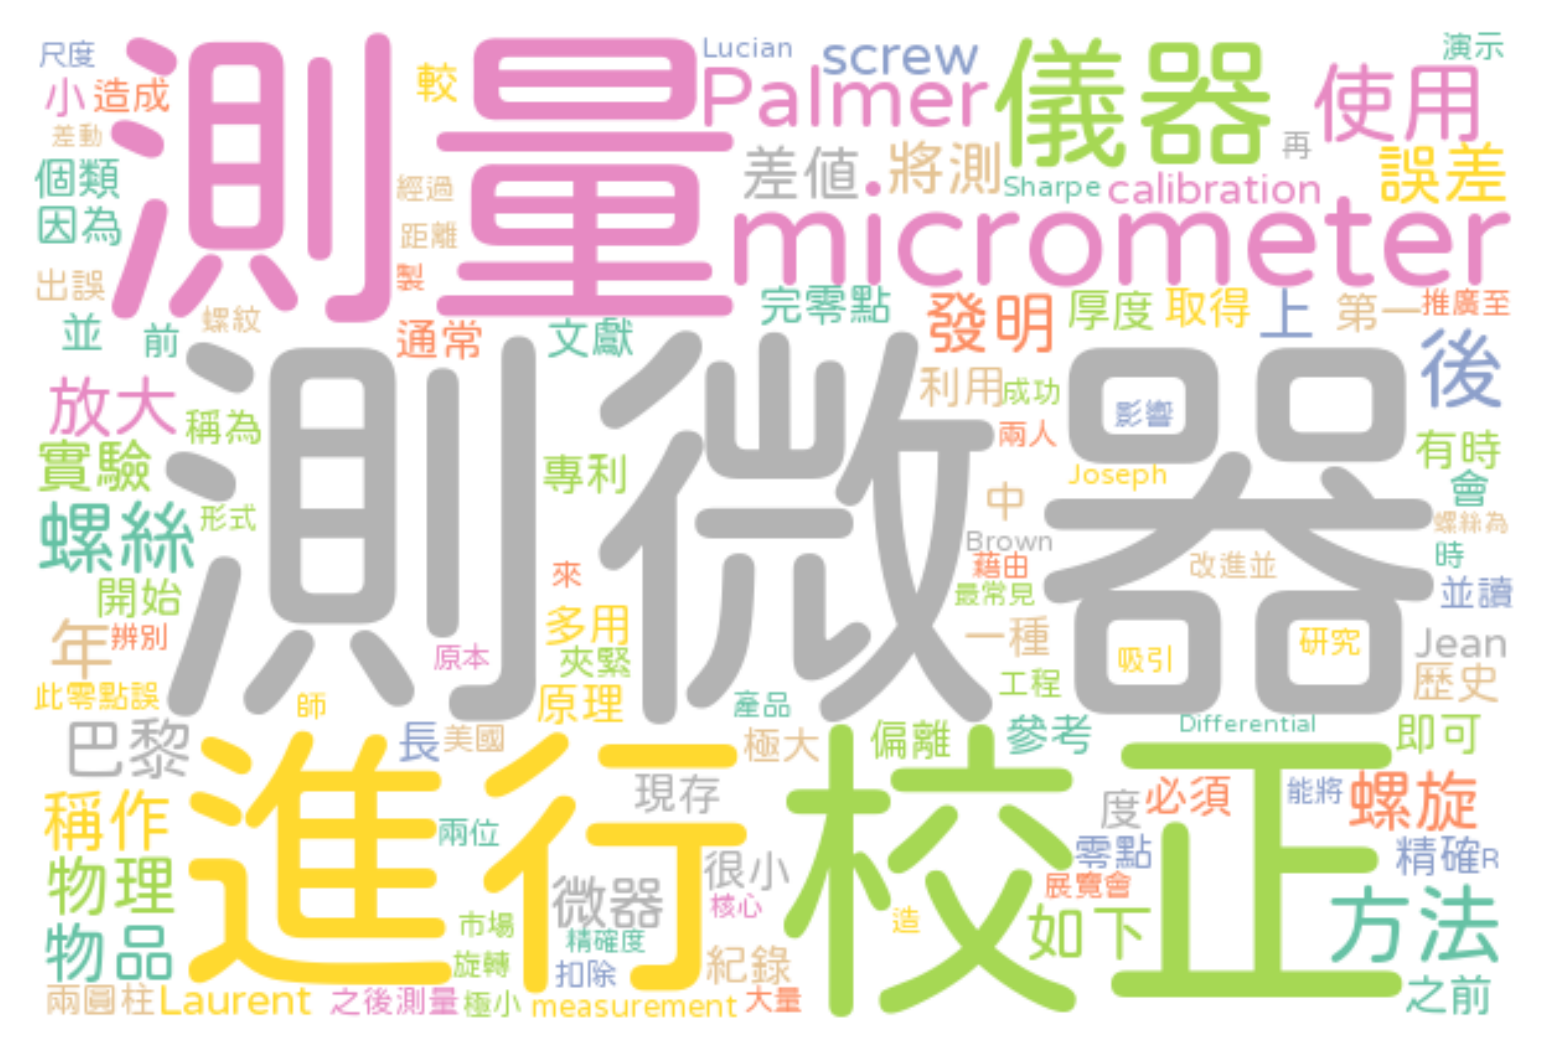 尺度
Lucian
screw
儀器
演示
小
造成
測量
較
Palmer
使用
差動
再
個類
經過
差值
將測
Sharpe
calibration
誤差
因為
距離
micrometer
出誤
製
並
前
螺紋
通常
文獻
完零點
發明
厚度
取得
上
第一
推廣至
放大
稱為
測微器
利用
成功
影響
後
實驗
專利
兩人
有時
Joseph
會
螺絲
形式
中
螺絲為
Brown
時
開始
來
藉由
改進並
最常見
並讀
年
辨別
原本
多用
夾緊
一種
吸引
研究
Jean
此零點誤
師
原理
產品
工程
歷史
巴黎
長
美國
極大
偏離
參考
Differential
即可
進行
校正
稱作
兩位
現存
度
必須
能將
螺旋
物理
微器
很小
核心
零點
展覽會
精確
R
物品
市場
精確度
造
如下
方法
旋轉
扣除
紀錄
兩圓柱
Laurent
之後測量
極小
measurement
大量
之前